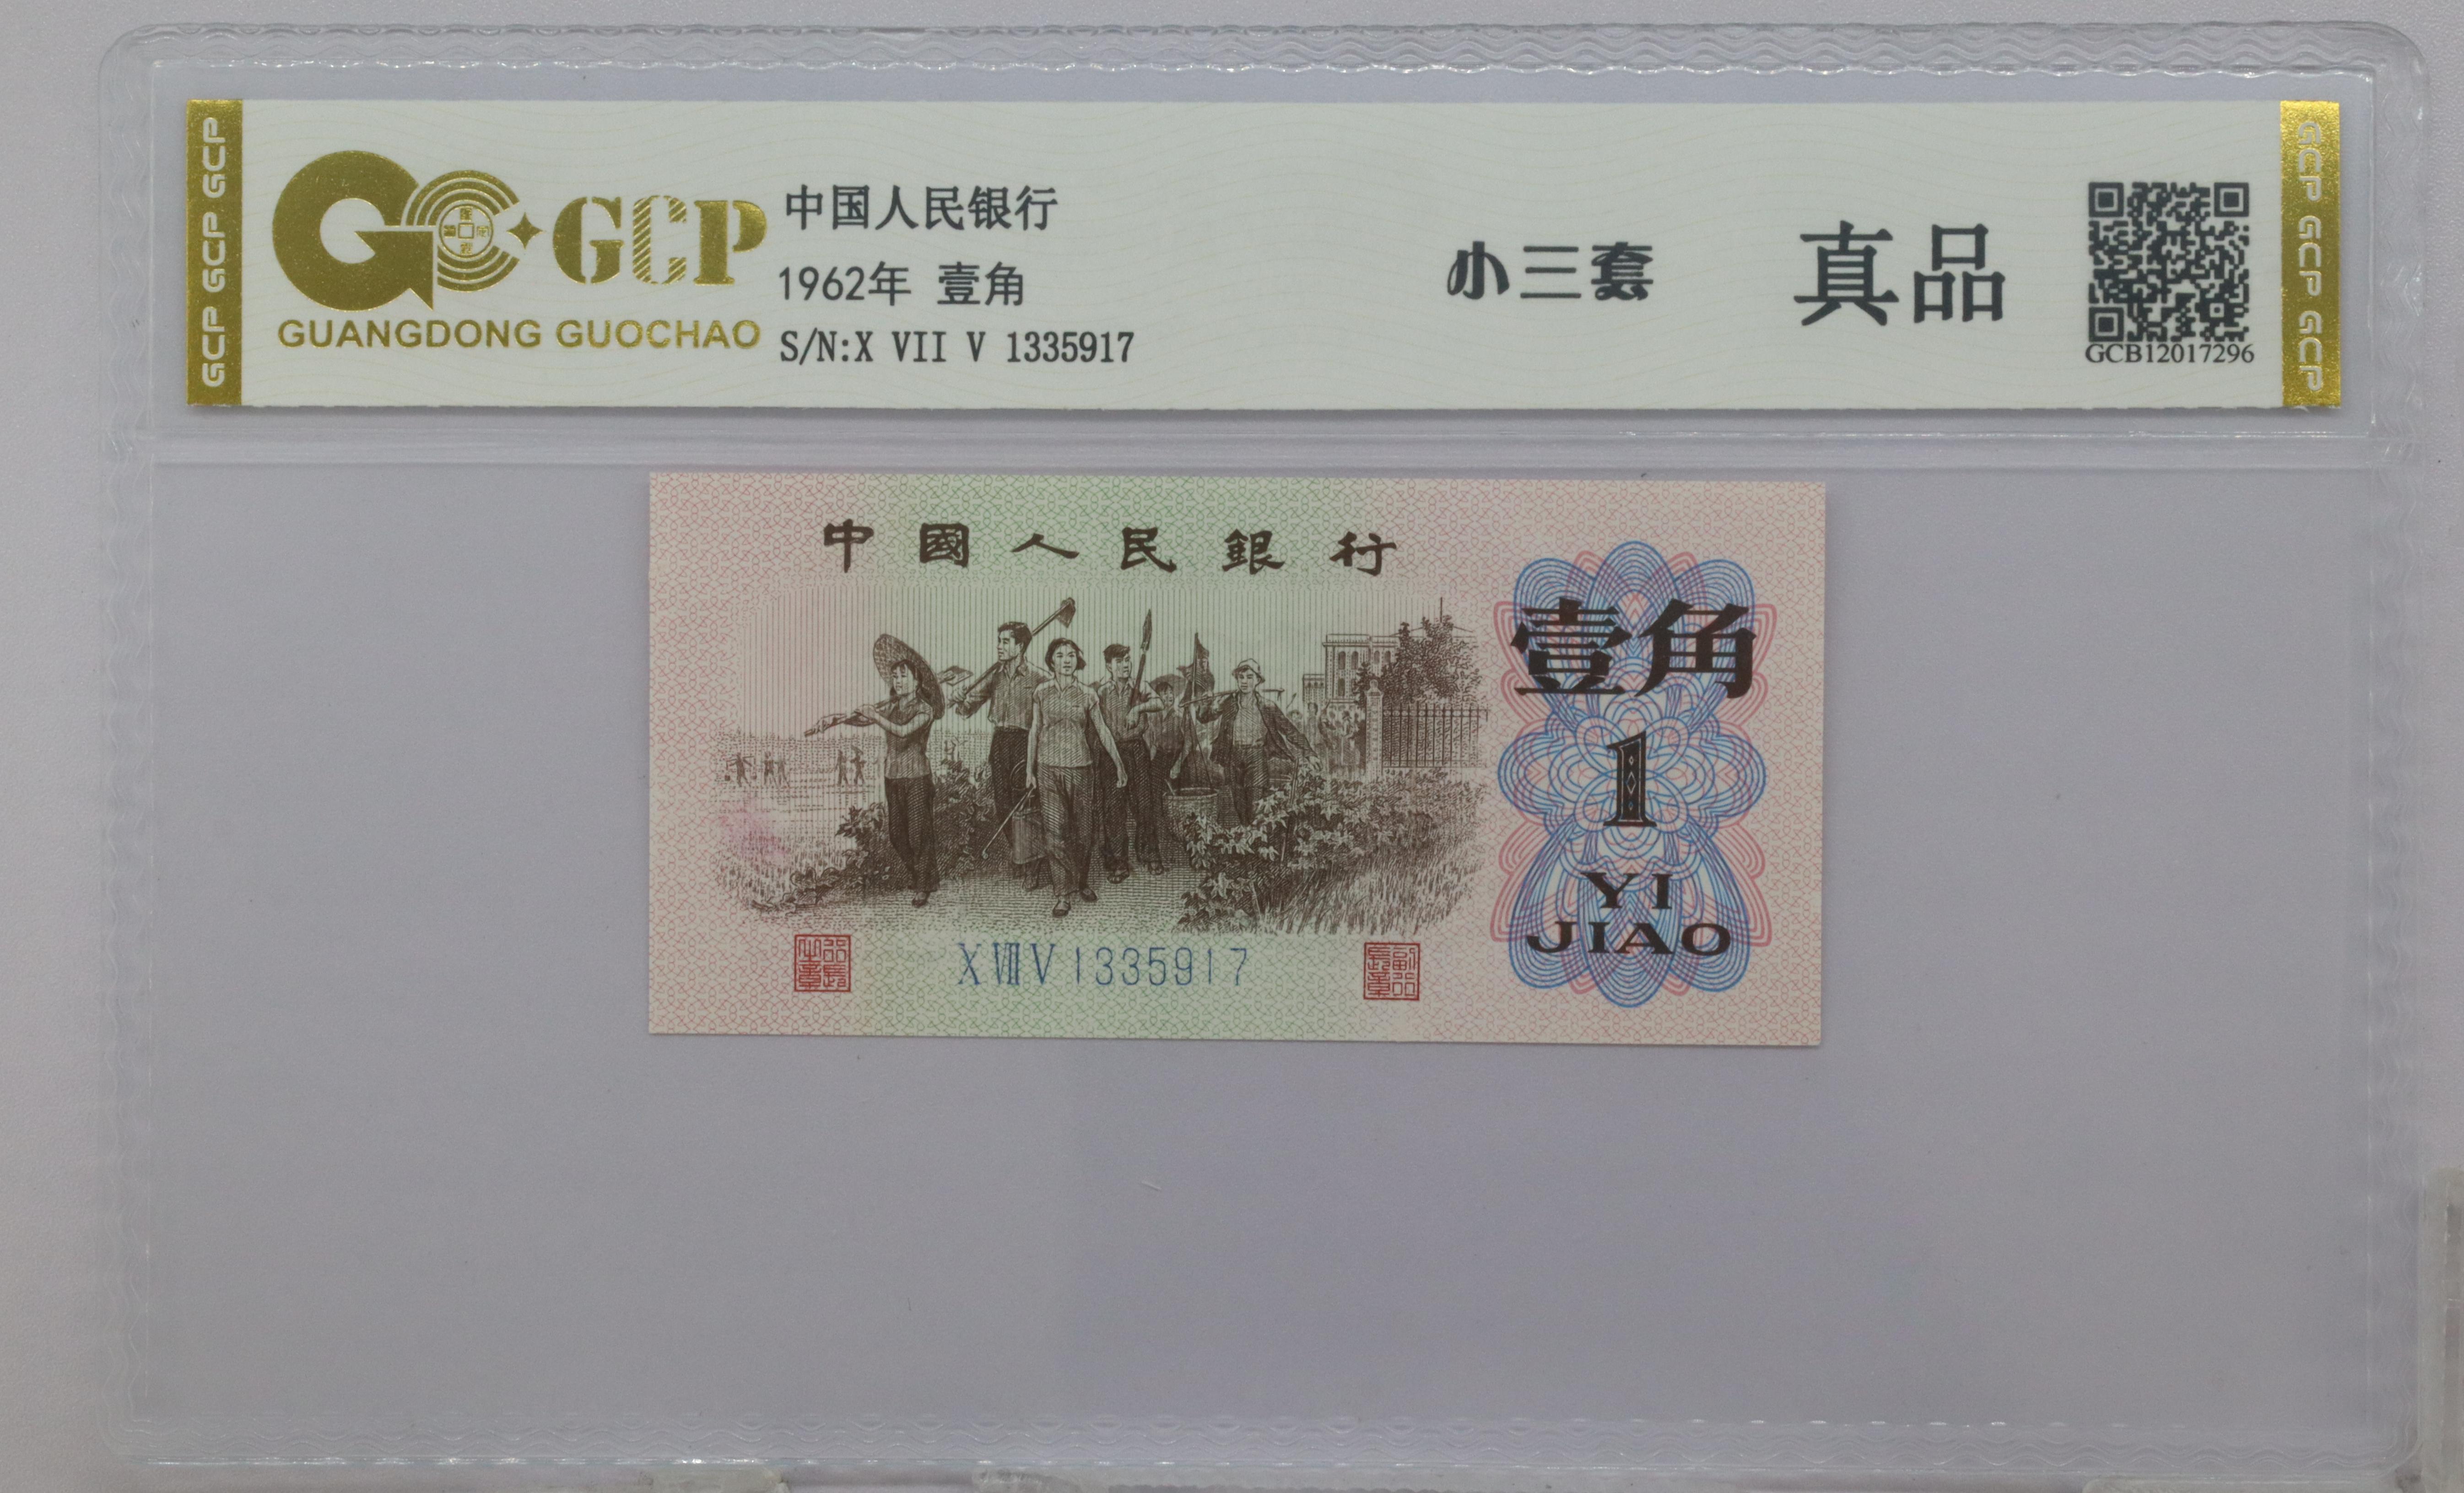 GCP GCP GCP
GCP
GUANGDONG GUOCHAO
中国人民银行
1962年 壹角
S/N:X VII V 1335917
小三套
真品
GCB12017296
GCP GCP GCP
中國人民銀行
壹角
1
YI
JIAO
X VIII V 1335917